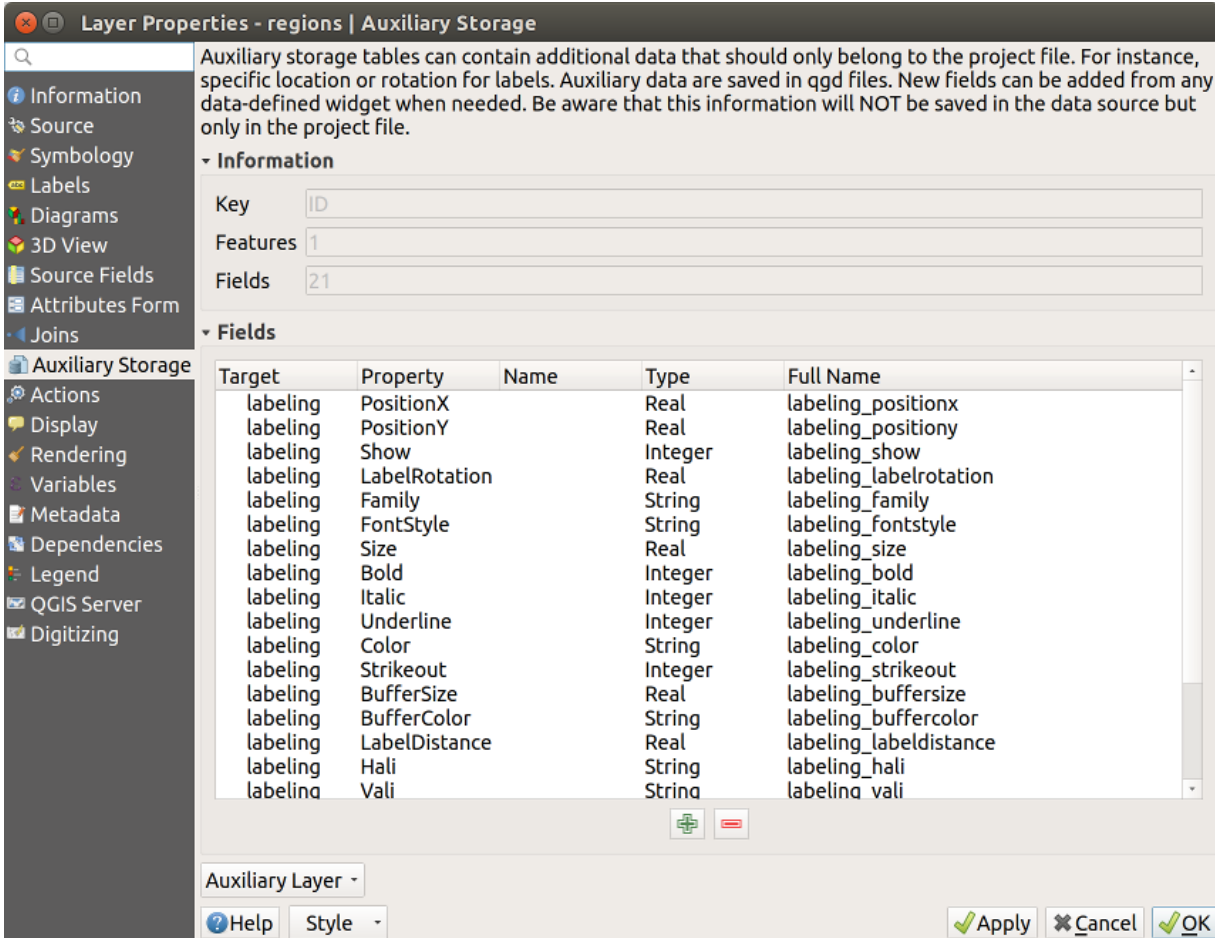 Layer Properties - regions | Auxiliary Storage
Information
Source
Symbology
Labels
Diagrams
3D View
Source Fields
Attributes Form
Joins
Auxiliary Storage
Actions
Display
Rendering
Variables
Metadata
Dependencies
Legend
QGIS Server
Digitizing
Auxiliary storage tables can contain additional data that should only belong to the project file. For instance,
specific location or rotation for labels. Auxiliary data are saved in qgd files. New fields can be added from any
data-defined widget when needed. Be aware that this information will NOT be saved in the data source but
only in the project file.
Information
Key ID
Features 1
Fields 21
Fields
Target Property Name Type Full Name
labeling PositionX Real labeling_positionx
labeling PositionY Real labeling_positiony
labeling Show Integer labeling_show
labeling LabelRotation Real labeling_labelrotation
labeling Family String labeling_family
labeling FontStyle String labeling_fontstyle
labeling Size Real labeling_size
labeling Bold Integer labeling_bold
labeling Italic Integer labeling_italic
labeling Underline Integer labeling_underline
labeling Color String labeling_color
labeling Strikeout Integer labeling_strikeout
labeling BufferSize Real labeling_buffersize
labeling BufferColor String labeling_buffercolor
labeling LabelDistance Real labeling_labeldistance
labeling Hali String labeling_hali
labeling Vali String labeling_vali
Auxiliary Layer
Help Style Apply Cancel OK